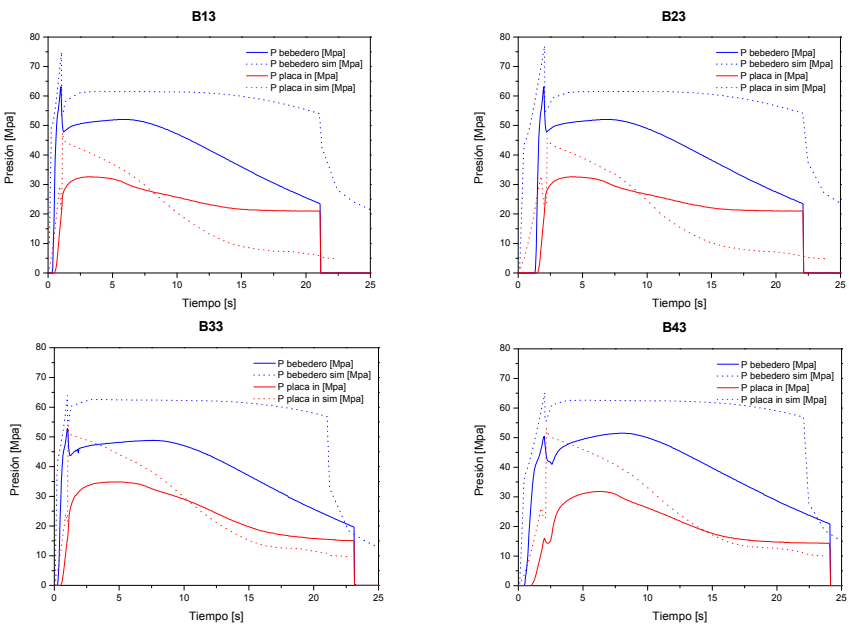 B13
80
70
60
50
40
30
20
10
0
Presión [Mpa]
P bebedero [Mpa]
P bebedero sim [Mpa]
P placa in [Mpa]
P placa in sim [Mpa]
0 5 10 15 20 25
Tiempo [s]
B23
80
70
60
50
40
30
20
10
0
Presión [Mpa]
P bebedero [Mpa]
P bebedero sim [Mpa]
P placa in [Mpa]
P placa in sim [Mpa]
0 5 10 15 20 25
Tiempo [s]
B33
80
70
60
50
40
30
20
10
0
Presión [Mpa]
P bebedero [Mpa]
P bebedero sim [Mpa]
P placa in [Mpa]
P placa in sim [Mpa]
0 5 10 15 20 25
Tiempo [s]
B43
80
70
60
50
40
30
20
10
0
Presión [Mpa]
P bebedero [Mpa]
P bebedero sim [Mpa]
P placa in [Mpa]
P placa in sim [Mpa]
0 5 10 15 20 25
Tiempo [s]